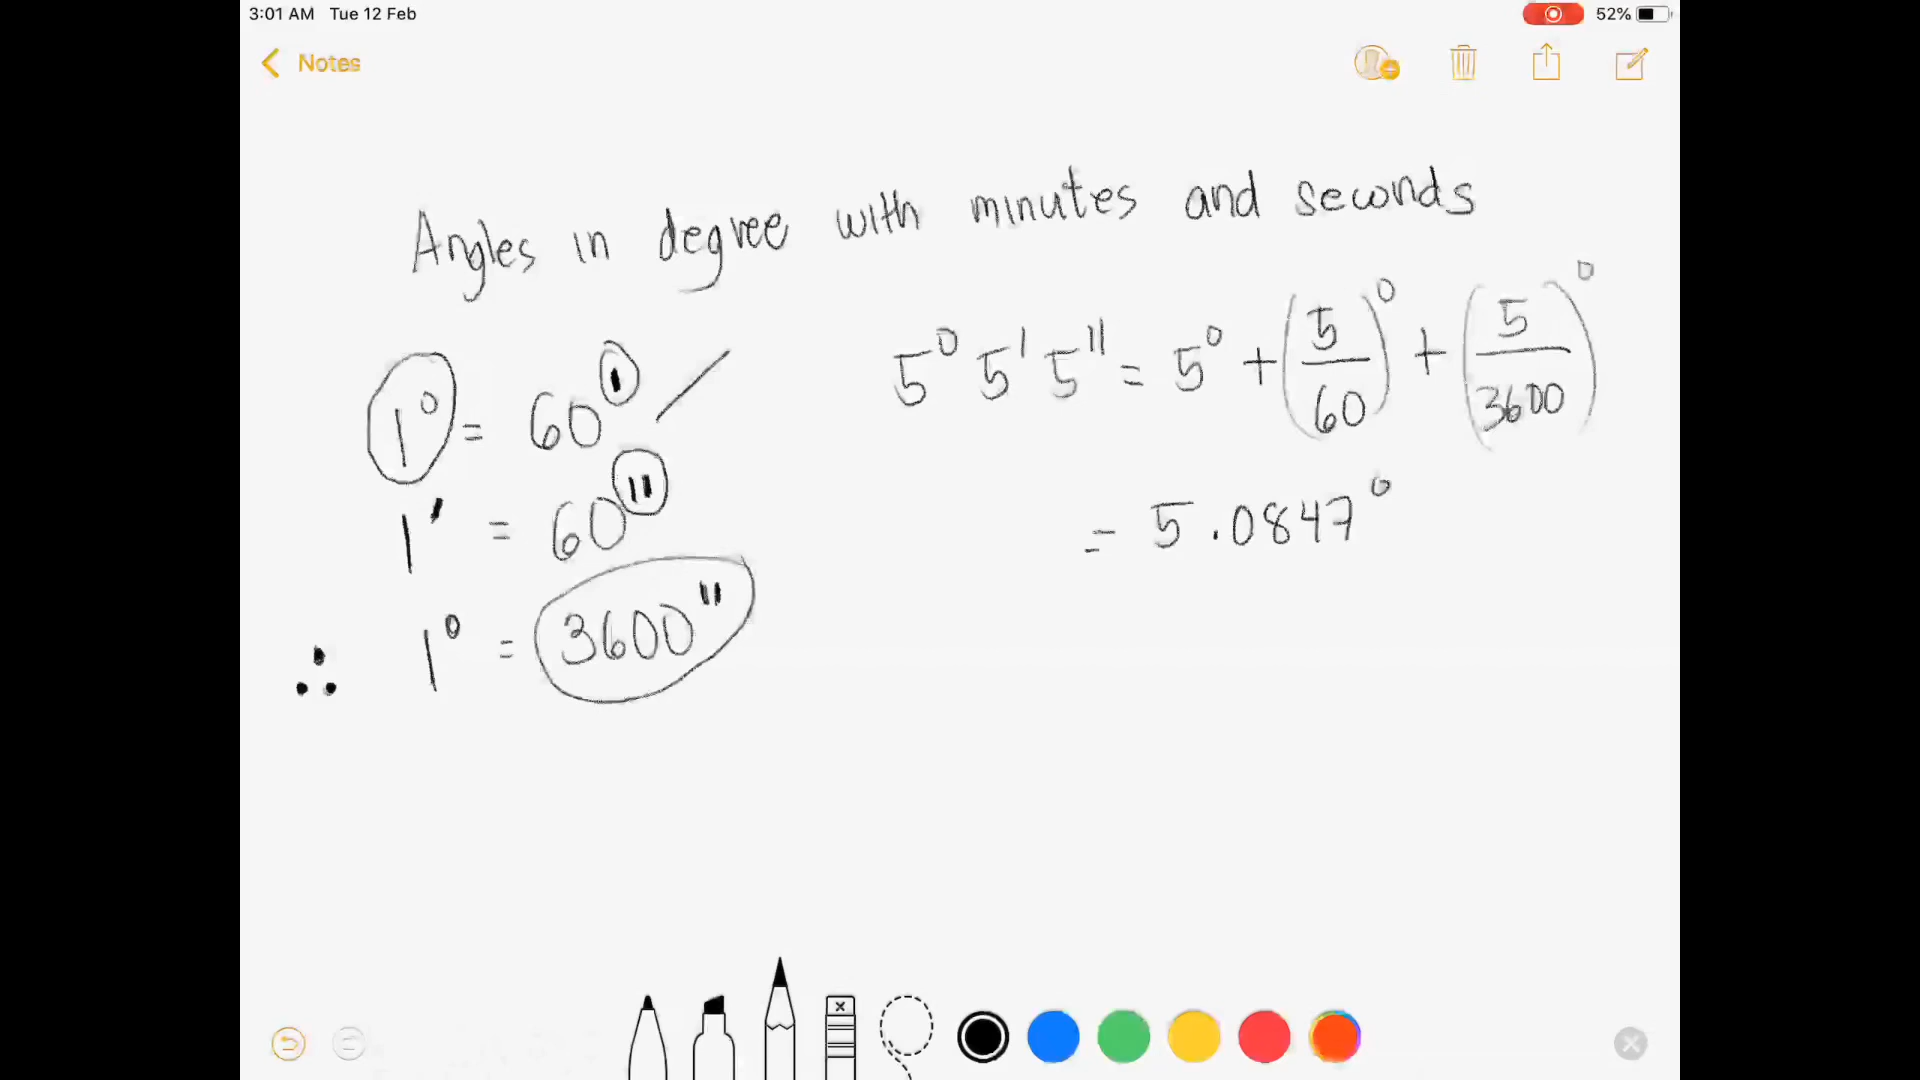 3:01 AM Tue 12 Feb
52%
Notes
Angles in degree with minutes and seconds
1° = 60'
1' = 60"
∴ 1° = 3600"
5° 5' 5" = 5° + (5/60)° + (5/3600)°
= 5.0847°